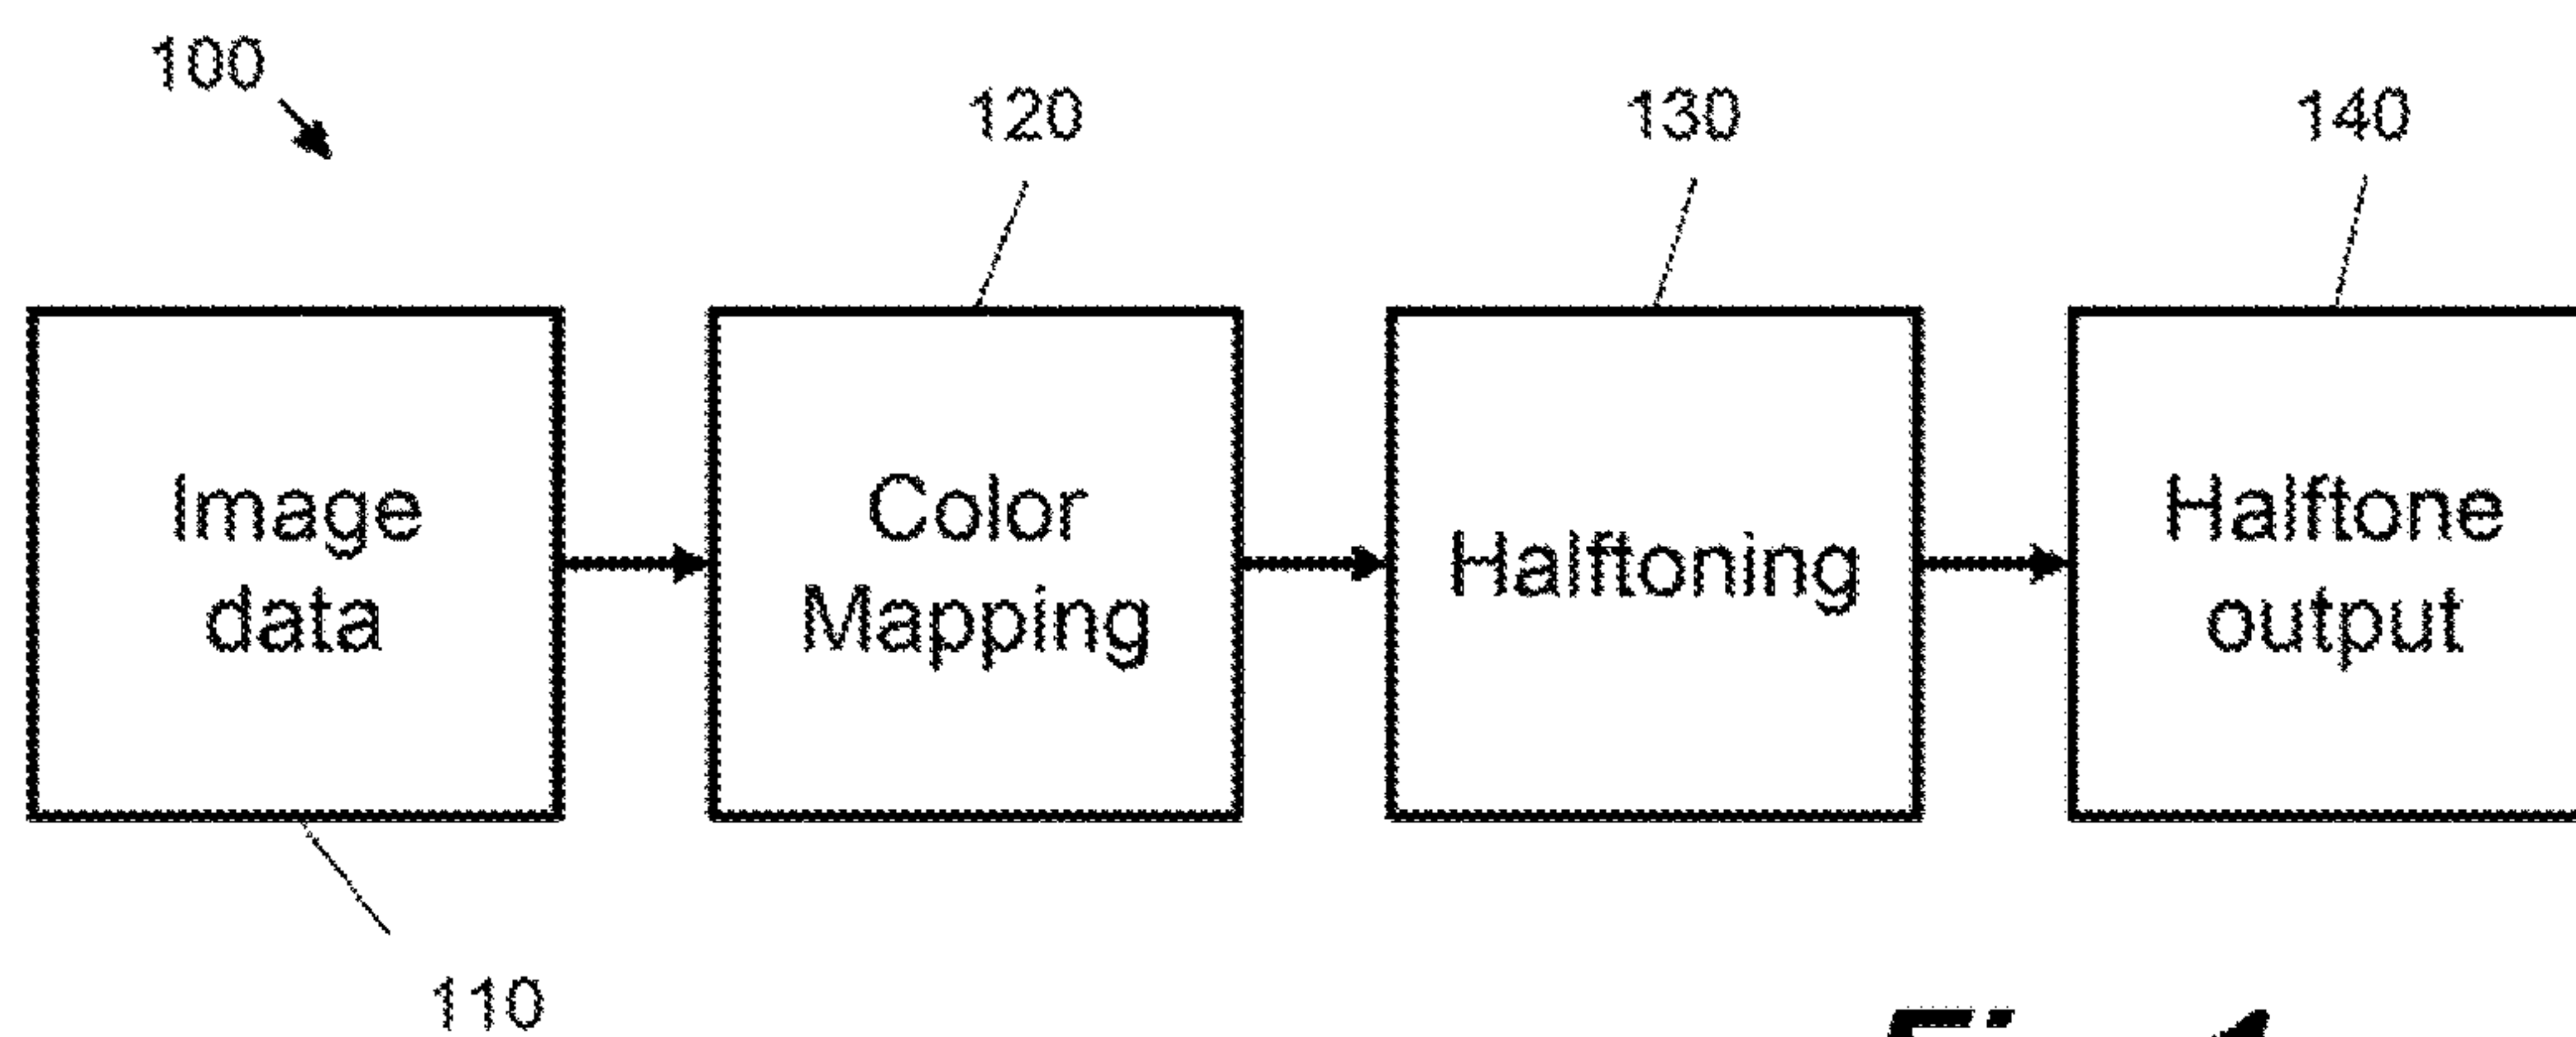 100
120
130
140
Image
data
Color
Mapping
Halftoning
Halftone
output
110